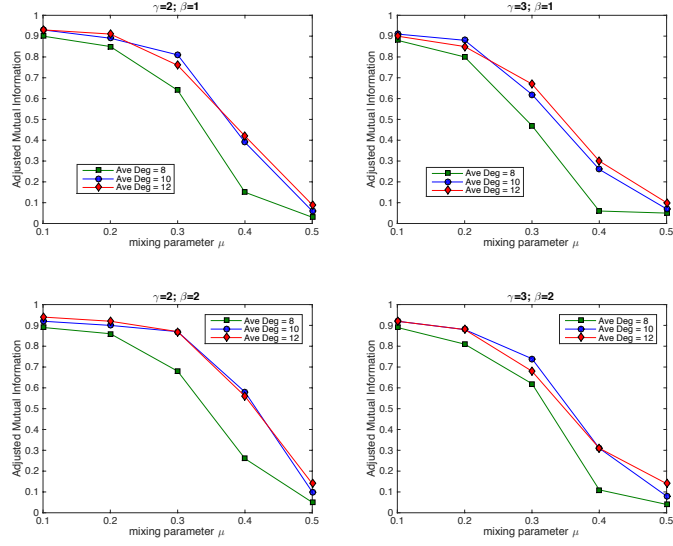 γ=2; β=1
Adjusted Mutual Information
1
0.9
0.8
0.7
0.6
0.5
0.4
0.3
0.2
0.1
0
Ave Deg = 8
Ave Deg = 10
Ave Deg = 12
0.1 0.2 0.3 0.4 0.5
mixing parameter μ
γ=3; β=1
Adjusted Mutual Information
1
0.9
0.8
0.7
0.6
0.5
0.4
0.3
0.2
0.1
0
Ave Deg = 8
Ave Deg = 10
Ave Deg = 12
0.1 0.2 0.3 0.4 0.5
mixing parameter μ
γ=2; β=2
Adjusted Mutual Information
1
0.9
0.8
0.7
0.6
0.5
0.4
0.3
0.2
0.1
0
Ave Deg = 8
Ave Deg = 10
Ave Deg = 12
0.1 0.2 0.3 0.4 0.5
mixing parameter μ
γ=3; β=2
Adjusted Mutual Information
1
0.9
0.8
0.7
0.6
0.5
0.4
0.3
0.2
0.1
0
Ave Deg = 8
Ave Deg = 10
Ave Deg = 12
0.1 0.2 0.3 0.4 0.5
mixing parameter μ